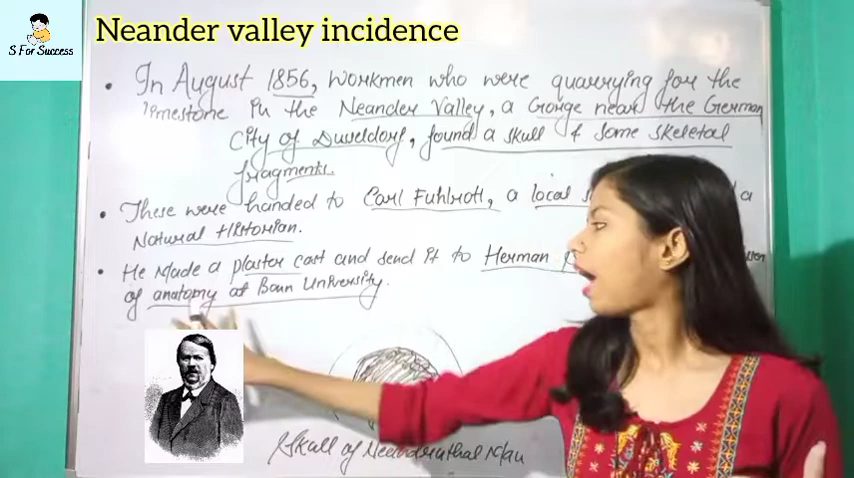 S For Success
Neander valley incidence
• In August 1856, Workmen who were quarrying for the
limestone in the Neander Valley, a Gorge near the German
City of Dusseldorf, found a skull & some skeletal
fragments.
• These were handed to Carl Fuhlrott, a local s a
Natural Historian.
• He Made a plaster cast and send it to Herman
of anatomy at Bonn University.
Skull of Neanderthal Man